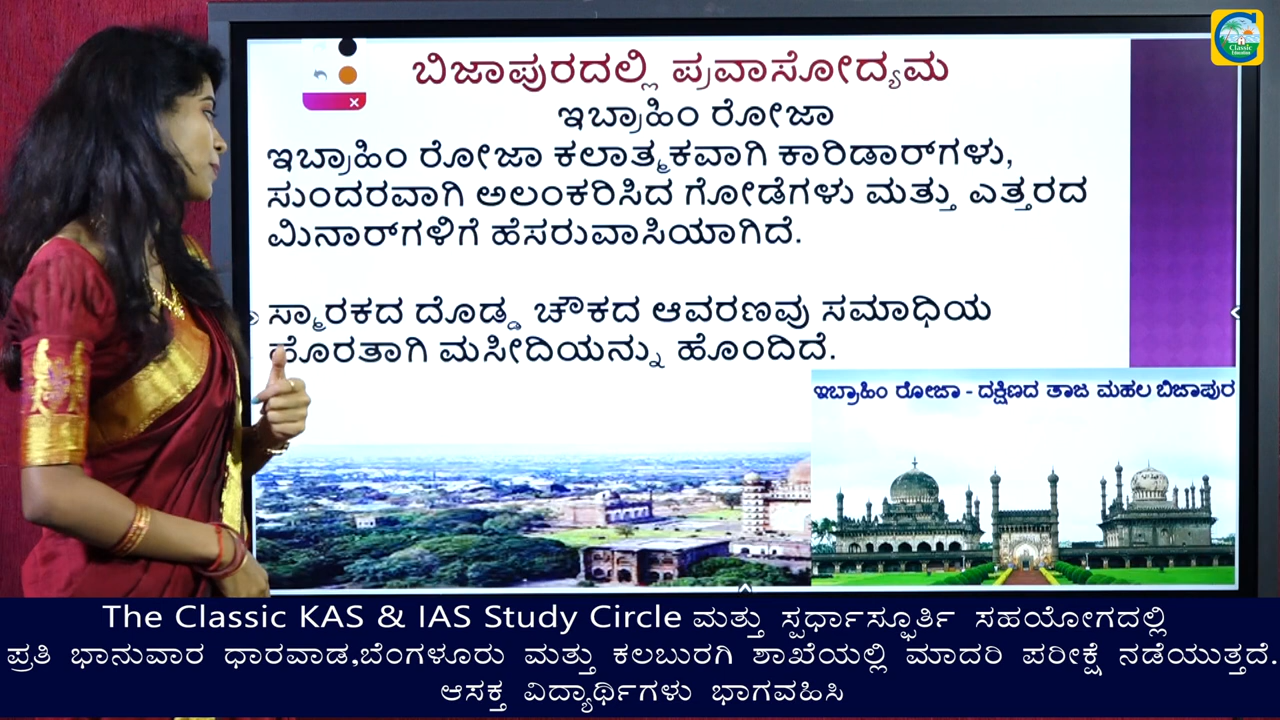 Classic
Education
ಬಿಜಾಪುರದಲ್ಲಿ ಪ್ರವಾಸೋದ್ಯಮ
ಇಬ್ರಾಹಿಂ ರೋಜಾ
ಇಬ್ರಾಹಿಂ ರೋಜಾ ಕಲಾತ್ಮಕವಾಗಿ ಕಾರಿಡಾರ್‌ಗಳು,
ಸುಂದರವಾಗಿ ಅಲಂಕರಿಸಿದ ಗೋಡೆಗಳು ಮತ್ತು ಎತ್ತರದ
ಮಿನಾರ್‌ಗಳಿಗೆ ಹೆಸರುವಾಸಿಯಾಗಿದೆ.
ಸ್ಮಾರಕದ ದೊಡ್ಡ ಚೌಕದ ಆವರಣವು ಸಮಾಧಿಯ
ಹೊರತಾಗಿ ಮಸೀದಿಯನ್ನು ಹೊಂದಿದೆ.
ಇಬ್ರಾಹಿಂ ರೋಜಾ - ದಕ್ಷಿಣದ ತಾಜ ಮಹಲ ಬಿಜಾಪುರ
The Classic KAS & IAS Study Circle ಮತ್ತು ಸ್ಪರ್ಧಾಸ್ಫೂರ್ತಿ ಸಹಯೋಗದಲ್ಲಿ
ಪ್ರತಿ ಭಾನುವಾರ ಧಾರವಾಡ,ಬೆಂಗಳೂರು ಮತ್ತು ಕಲಬುರಗಿ ಶಾಖೆಯಲ್ಲಿ ಮಾದರಿ ಪರೀಕ್ಷೆ ನಡೆಯುತ್ತದೆ.
ಆಸಕ್ತ ವಿದ್ಯಾರ್ಥಿಗಳು ಭಾಗವಹಿಸಿ